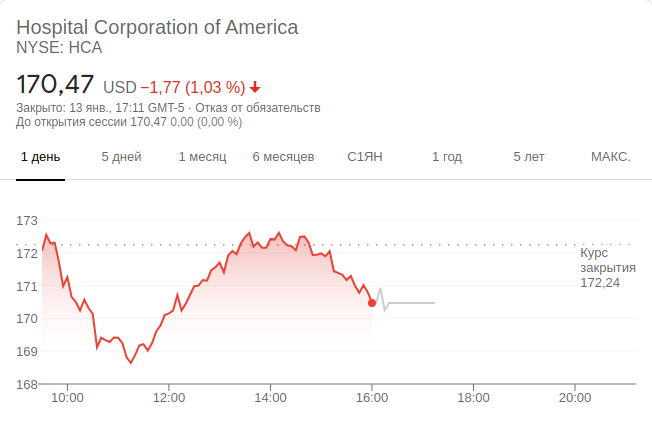 Hospital Corporation of America
NYSE: HCA
170,47 USD −1,77 (1,03 %)
Закрыто: 13 янв., 17:11 GMT-5 · Отказ от обязательств
До открытия сессии 170,47 0,00 (0,00 %)
1 день 5 дней 1 месяц 6 месяцев С1ЯН 1 год 5 лет МАКС.
173
172
171
170
169
168
Курс
закрытия
172,24
10:00 12:00 14:00 16:00 18:00 20:00